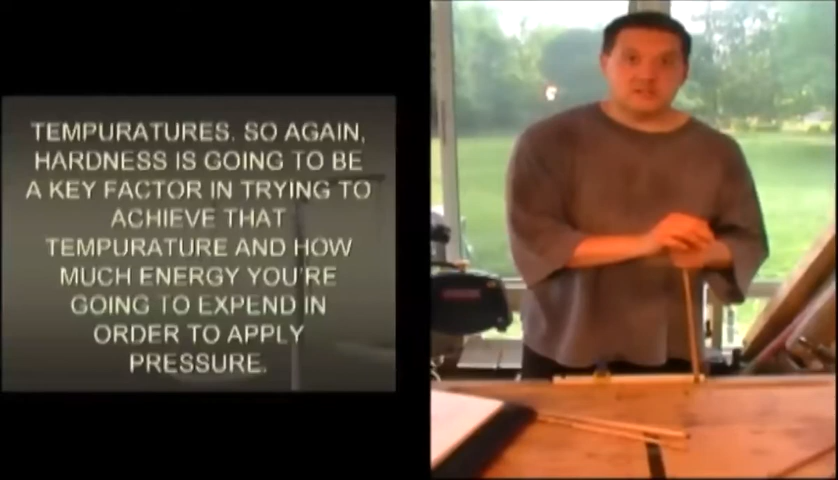 TEMPURATURES. SO AGAIN,
HARDNESS IS GOING TO BE
A KEY FACTOR IN TRYING TO
ACHIEVE THAT
TEMPURATURE AND HOW
MUCH ENERGY YOU'RE
GOING TO EXPEND IN
ORDER TO APPLY
PRESSURE.